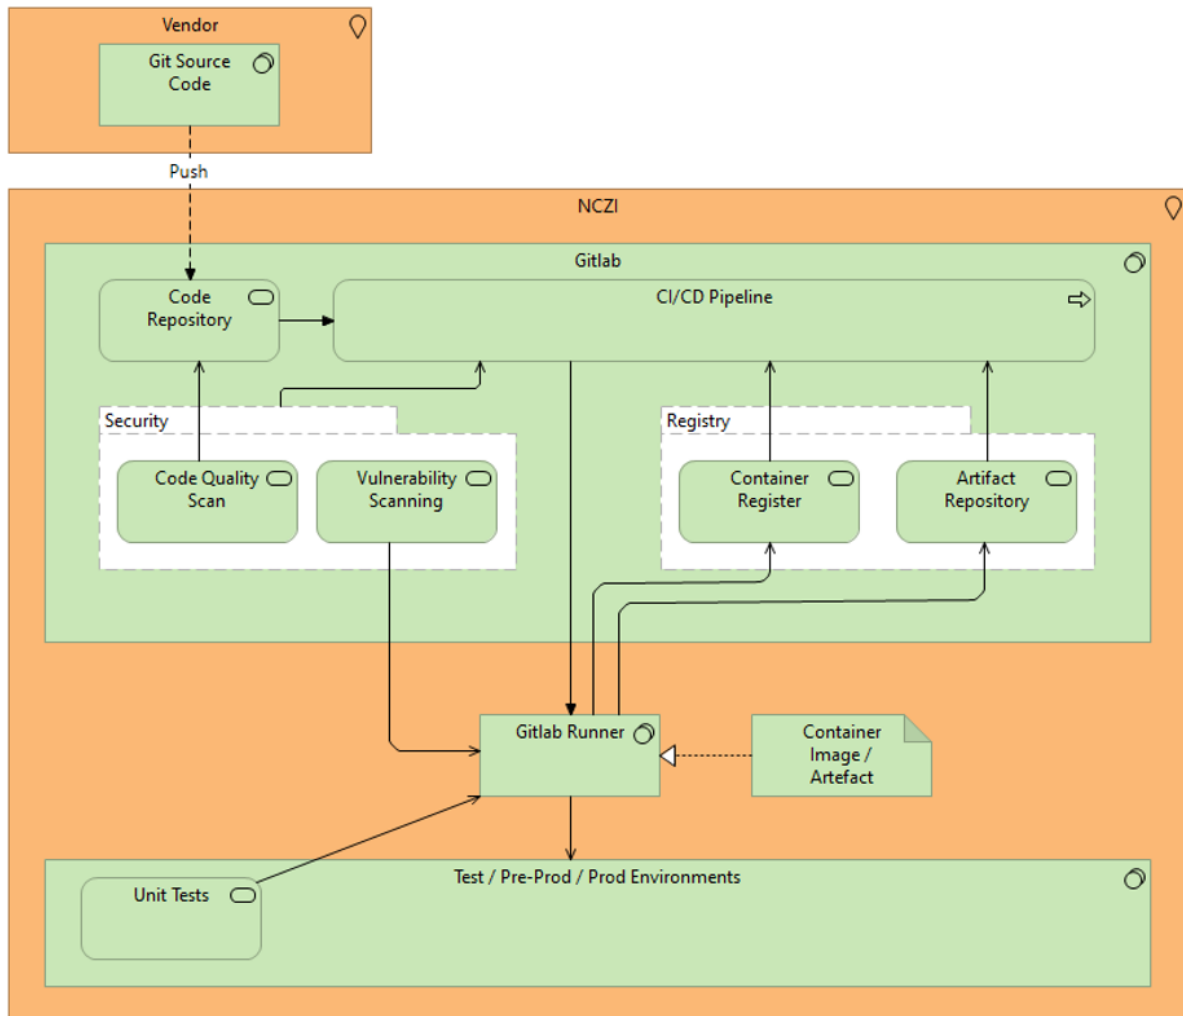 Vendor
Git Source
Code
Push
NCZI
Gitlab
Code
Repository
CI/CD Pipeline
Security
Code Quality
Scan
Vulnerability
Scanning
Registry
Container
Register
Artifact
Repository
Gitlab Runner
Container
Image /
Artefact
Test / Pre-Prod / Prod Environments
Unit Tests